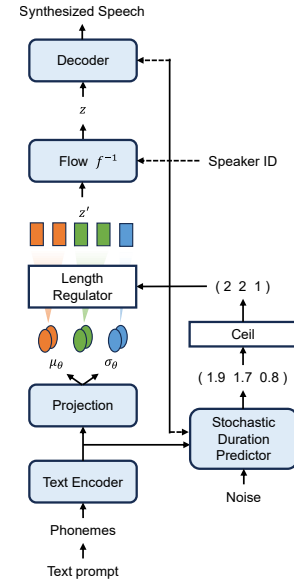 Synthesized Speech
Decoder
z
Flow f⁻¹
Speaker ID
z'
Length
Regulator
( 2 2 1 )
Ceil
μθ
σθ
( 1.9 1.7 0.8 )
Projection
Stochastic
Duration
Predictor
Text Encoder
Noise
Phonemes
Text prompt